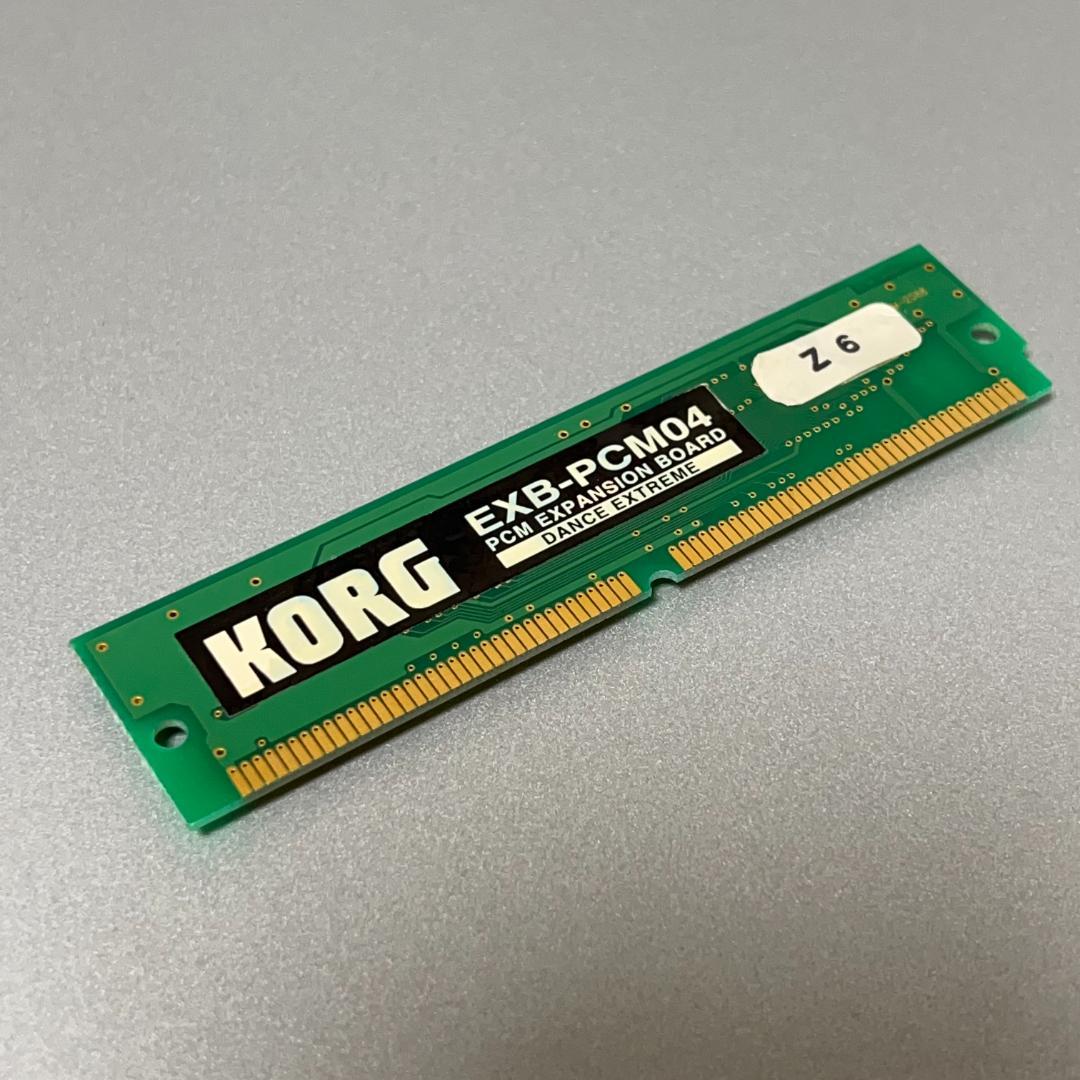 KORG
EXB-PCM04
PCM EXPANSION BOARD
DANCE EXTREME
Z 6